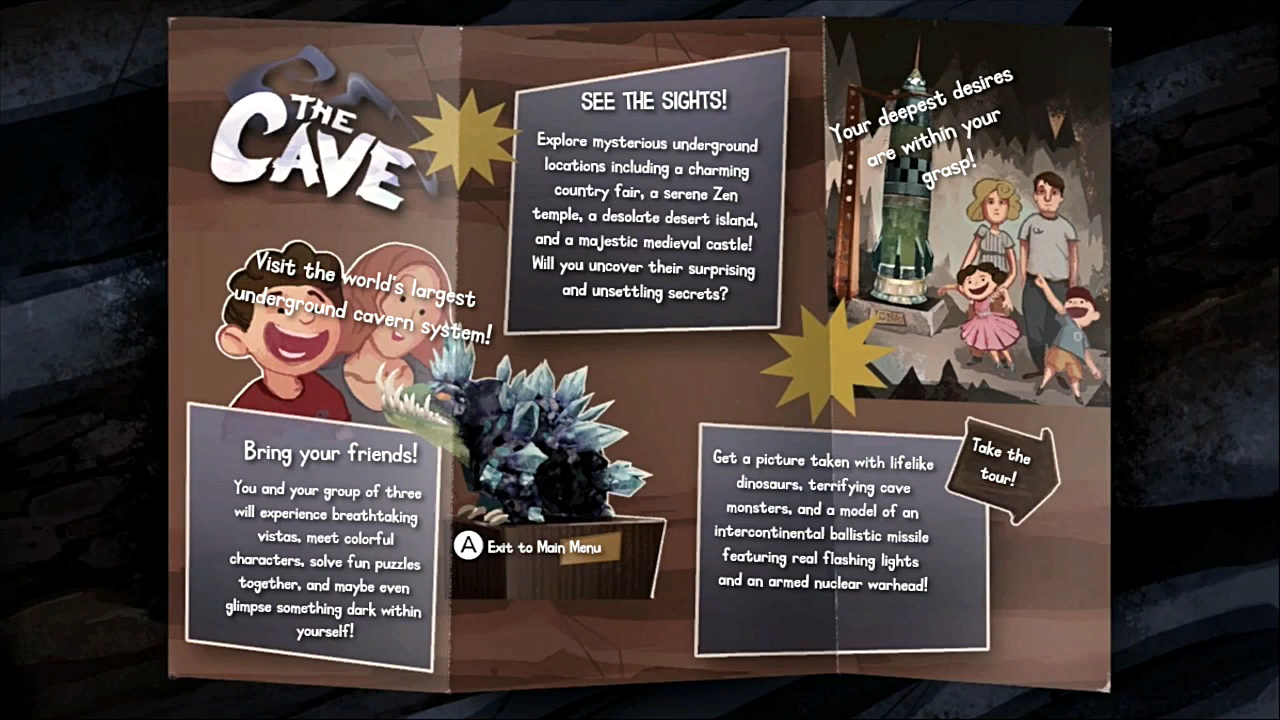 THE
CAVE
Visit the world's largest
underground cavern system!
Bring your friends!
You and your group of three
will experience breathtaking
vistas, meet colorful
characters, solve fun puzzles
together, and maybe even
glimpse something dark within
yourself!
SEE THE SIGHTS!
Explore mysterious underground
locations including a charming
country fair, a serene Zen
temple, a desolate desert island,
and a majestic medieval castle!
Will you uncover their surprising
and unsettling secrets?
A Exit to Main Menu
Your deepest desires
are within your
grasp!
Get a picture taken with lifelike
dinosaurs, terrifying cave
monsters, and a model of an
intercontinental ballistic missile
featuring real flashing lights
and an armed nuclear warhead!
Take the
tour!